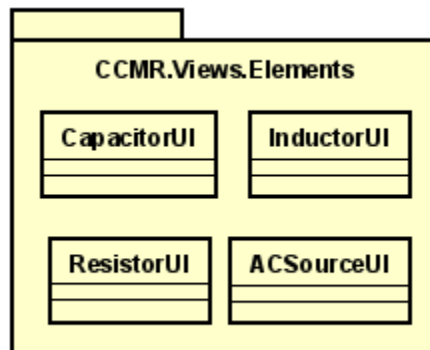 CCMR.Views.Elements
CapacitorUI
InductorUI
ResistorUI
ACSourceUI